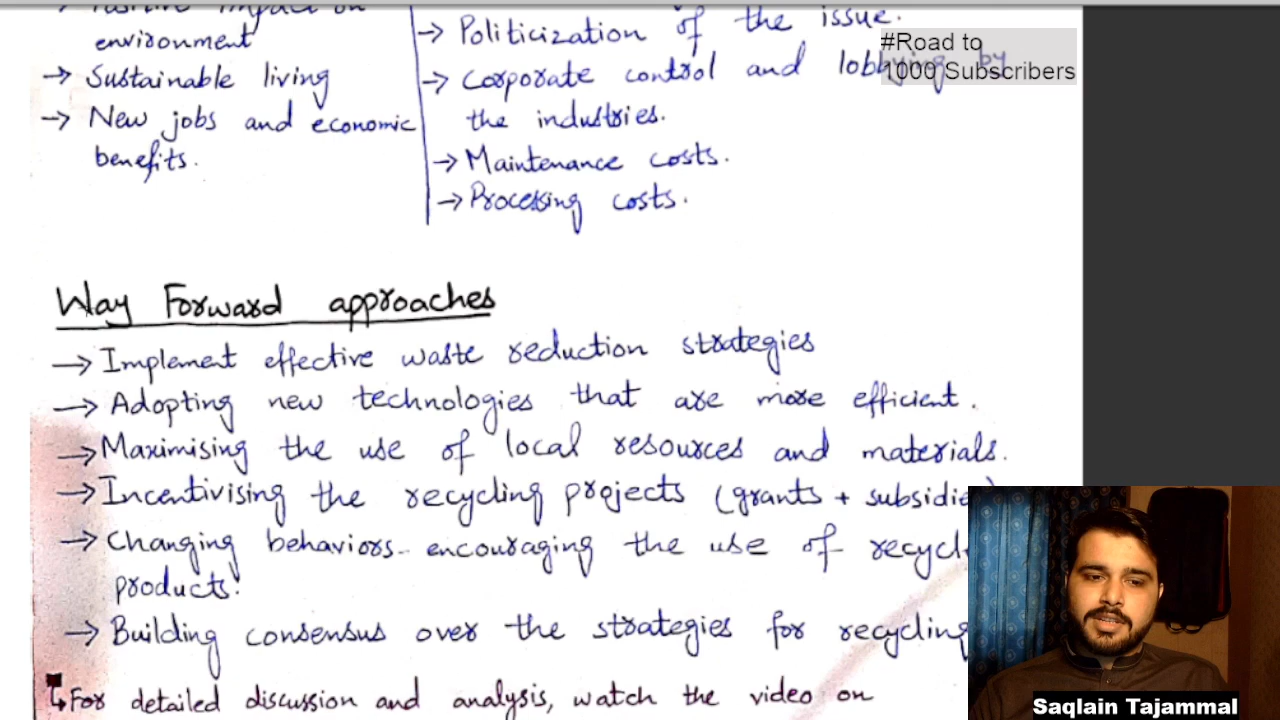 Positive impact on
environment
→ Sustainable living
→ New jobs and economic
benefits.
→ Politicization of the issue.
→ Corporate control and lobbying by
the industries.
→ Maintenance costs.
→ Processing costs.
#Road to
1000 Subscribers
Way Forward approaches
→ Implement effective waste reduction strategies
→ Adopting new technologies that are more efficient.
→ Maximising the use of local resources and materials.
→ Incentivising the recycling projects (grants + subsidies)
→ Changing behaviors encouraging the use of recycl
products.
→ Building consensus over the strategies for recycling
↳ For detailed discussion and analysis, watch the video on
Saqlain Tajammal